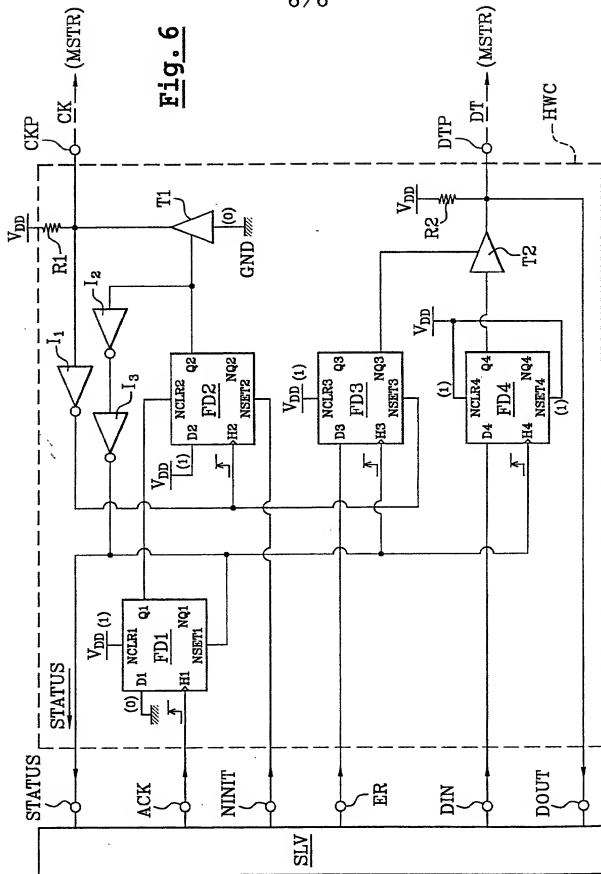 6/6
Fig. 6
CKP
CK
(MSTR)
VDD
R1
T1
(0)
GND
I1
I2
I3
STATUS
STATUS
VDD (1)
NCLR1
Q1
D1
FD1
(0)
H1
NQ1
NSET1
VDD
(1)
NCLR2
Q2
D2
FD2
H2
NQ2
NSET2
VDD (1)
NCLR3
Q3
D3
FD3
H3
NQ3
NSET3
VDD
(1)
NCLR4
Q4
D4
FD4
H4
NQ4
NSET4
(1)
VDD
R2
T2
DTP
DT
(MSTR)
HWC
ACK
NINIT
ER
DIN
DOUT
SLV